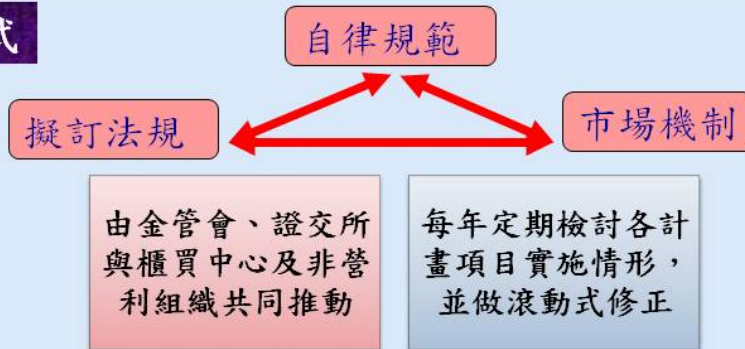 式
自律規範
擬訂法規
市場機制
由金管會、證交所
與櫃買中心及非營
利組織共同推動
每年定期檢討各計
畫項目實施情形，
並做滾動式修正